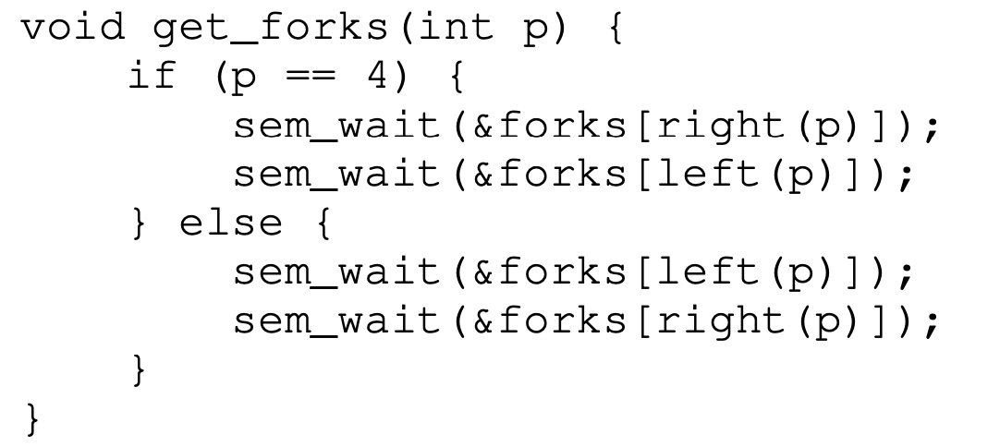 void get_forks(int p) {
if (p == 4) {
sem_wait(&forks[right(p)]);
sem_wait(&forks[left(p)]);
} else {
sem_wait(&forks[left(p)]);
sem_wait(&forks[right(p)]);
}
}